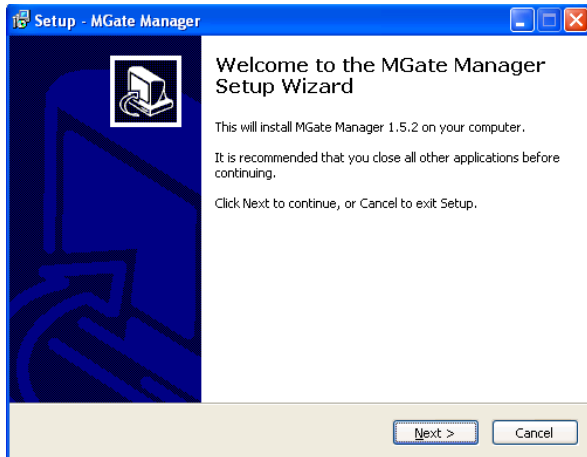 Setup - MGate Manager
Welcome to the MGate Manager
Setup Wizard
This will install MGate Manager 1.5.2 on your computer.
It is recommended that you close all other applications before
continuing.
Click Next to continue, or Cancel to exit Setup.
Next >
Cancel